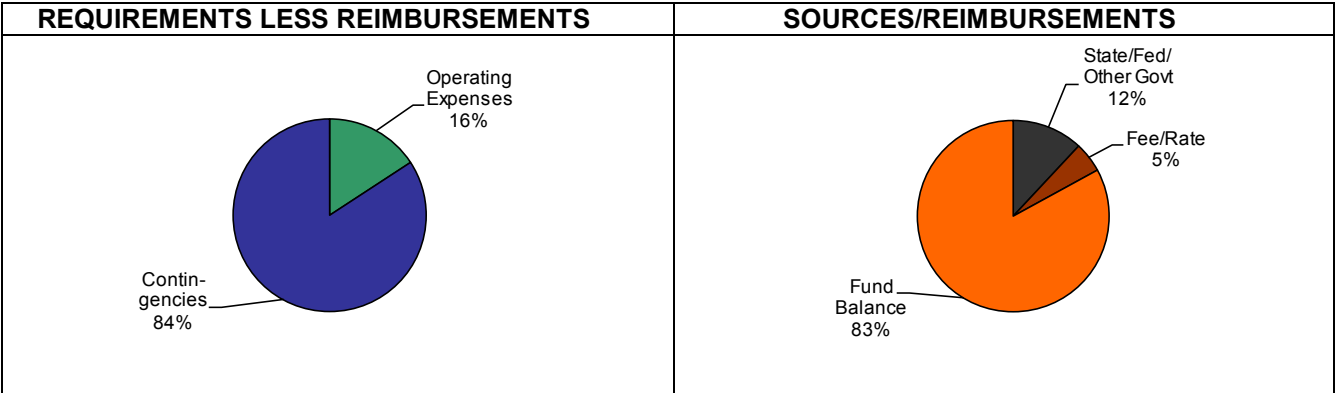 REQUIREMENTS LESS REIMBURSEMENTS
Operating
Expenses
16%
Contin-
gencies
84%
SOURCES/REIMBURSEMENTS
State/Fed/
Other Govt
12%
Fee/Rate
5%
Fund
Balance
83%